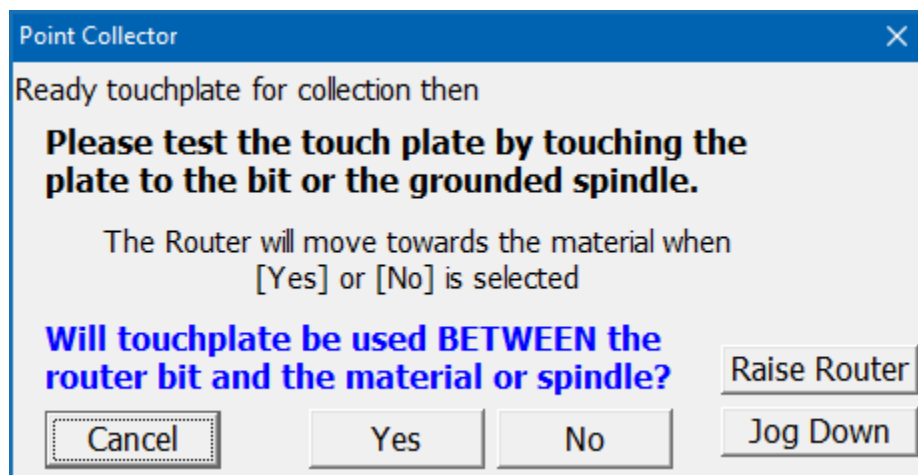 Point Collector
Ready touchplate for collection then
Please test the touch plate by touching the
plate to the bit or the grounded spindle.
The Router will move towards the material when
[Yes] or [No] is selected
Will touchplate be used BETWEEN the
router bit and the material or spindle?
Raise Router
Cancel
Yes
No
Jog Down